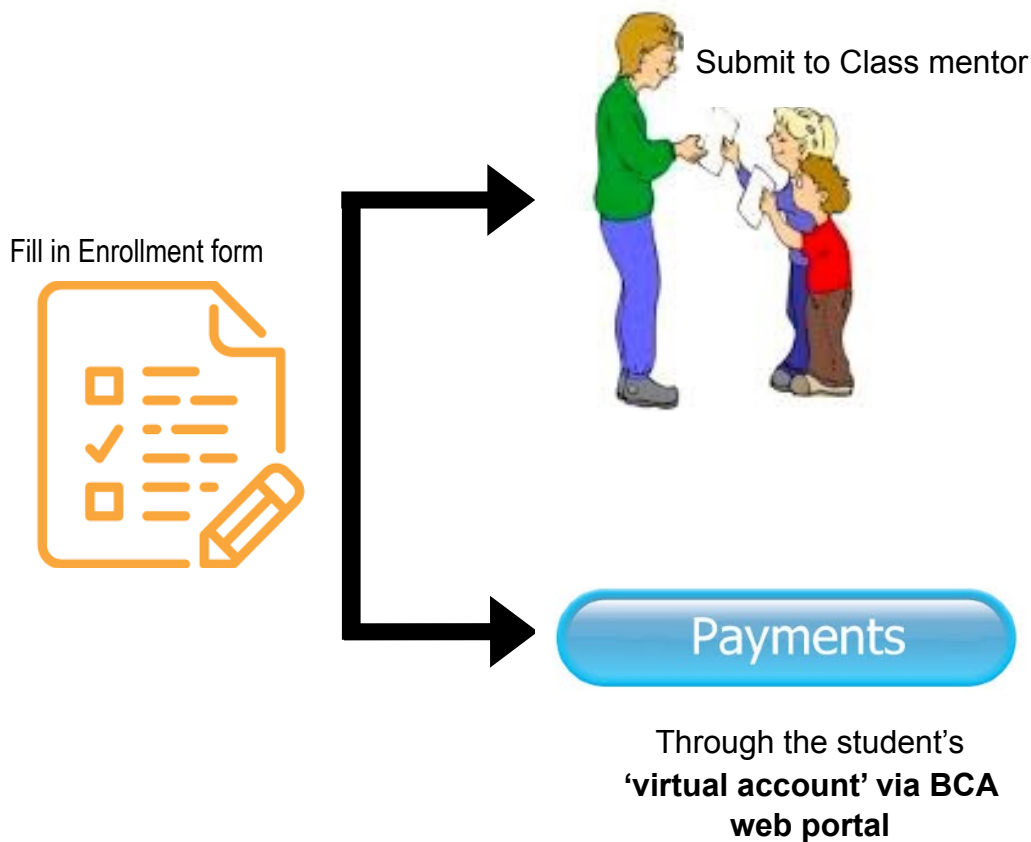 Submit to Class mentor
Fill in Enrollment form
Payments
Through the student’s
‘virtual account’ via BCA
web portal